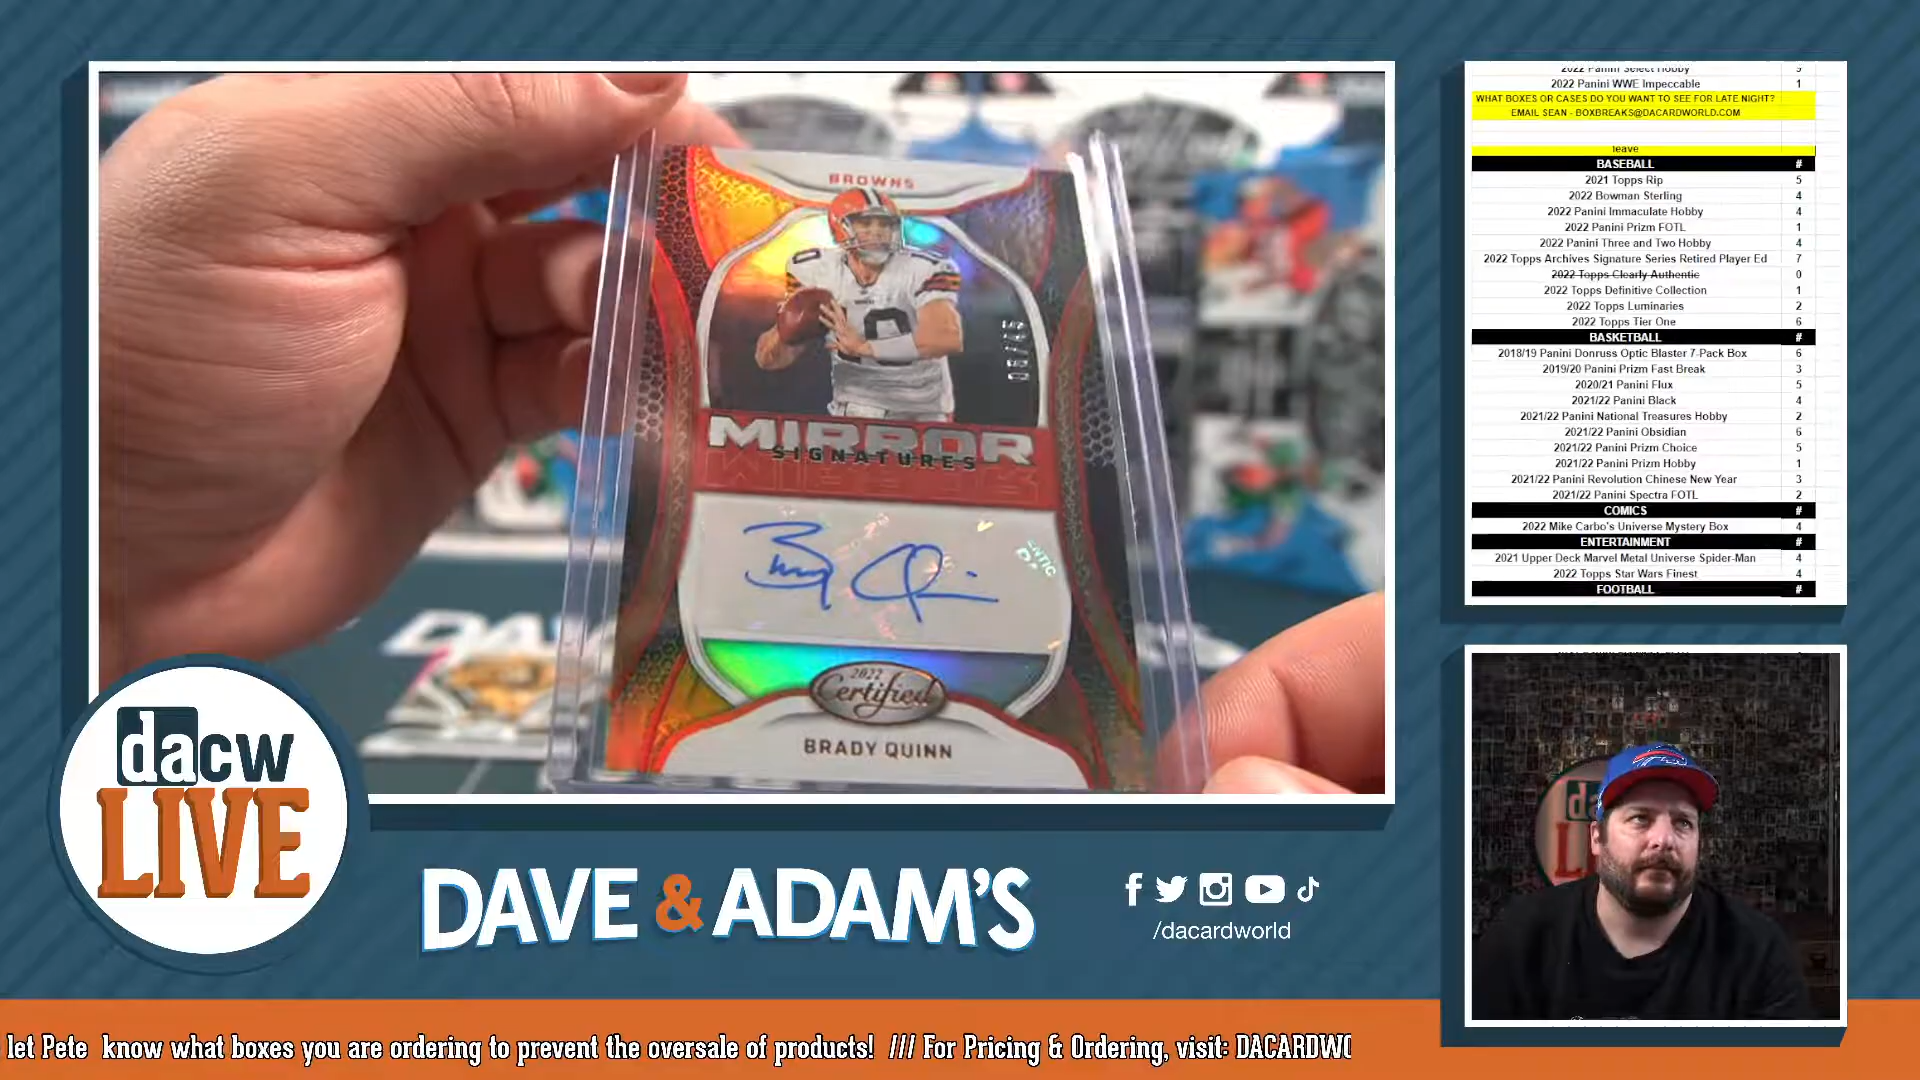 BROWNS
10
10
MIRROR
SIGNATURES
2022
Certified
BRADY QUINN
dacw
LIVE
DAVE & ADAM'S
/dacardworld
2022 Panini Select Hobby
2022 Panini WWE Impeccable 1
WHAT BOXES OR CASES DO YOU WANT TO SEE FOR LATE NIGHT?
EMAIL SEAN - BOXBREAKS@DACARDWORLD.COM
leave
BASEBALL #
2021 Topps Rip 5
2022 Bowman Sterling 4
2022 Panini Immaculate Hobby 4
2022 Panini Prizm FOTL 1
2022 Panini Three and Two Hobby 4
2022 Topps Archives Signature Series Retired Player Ed 7
2022 Topps Clearly Authentic 0
2022 Topps Definitive Collection 1
2022 Topps Luminaries 2
2022 Topps Tier One 6
BASKETBALL #
2018/19 Panini Donruss Optic Blaster 7-Pack Box 6
2019/20 Panini Prizm Fast Break 3
2020/21 Panini Flux 5
2021/22 Panini Black 4
2021/22 Panini National Treasures Hobby 2
2021/22 Panini Obsidian 6
2021/22 Panini Prizm Choice 5
2021/22 Panini Prizm Hobby 1
2021/22 Panini Revolution Chinese New Year 3
2021/22 Panini Spectra FOTL 2
COMICS #
2022 Mike Carbo's Universe Mystery Box 4
ENTERTAINMENT #
2021 Upper Deck Marvel Metal Universe Spider-Man 4
2022 Topps Star Wars Finest 4
FOOTBALL #
let Pete know what boxes you are ordering to prevent the oversale of products! /// For Pricing & Ordering, visit: DACARDWO